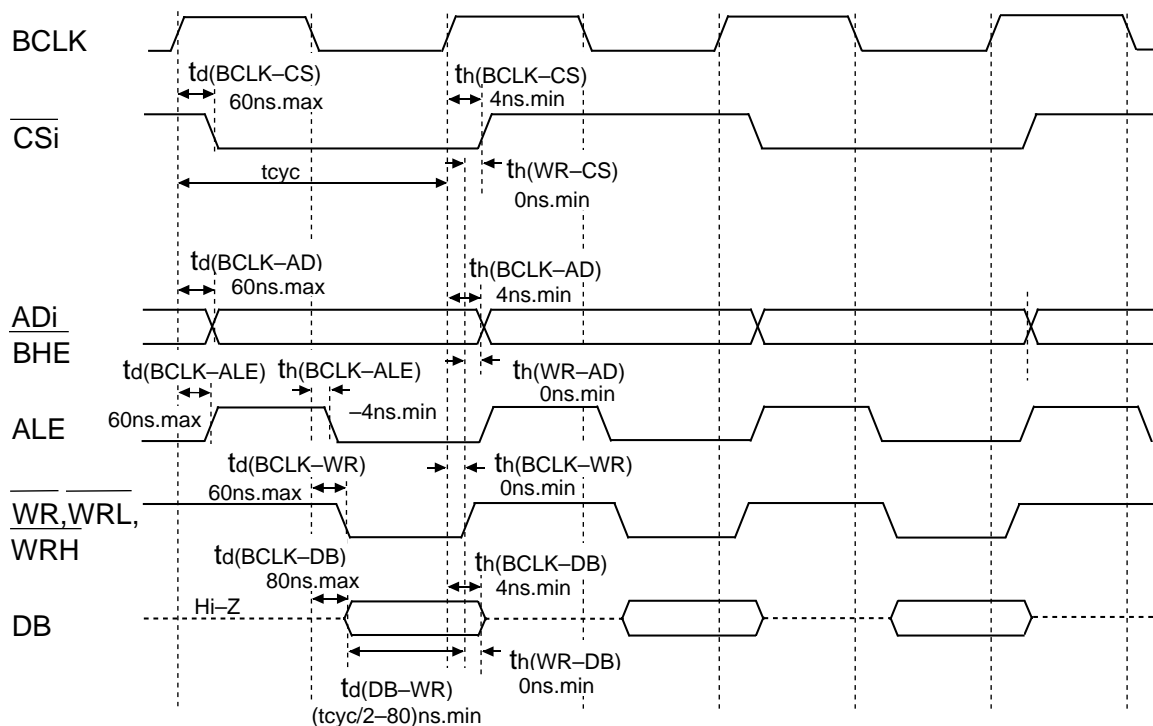 BCLK
td(BCLK–CS)
60ns.max
th(BCLK–CS)
4ns.min
CSi
tcyc
th(WR–CS)
0ns.min
td(BCLK–AD)
60ns.max
th(BCLK–AD)
4ns.min
ADi
BHE
td(BCLK–ALE)
60ns.max
th(BCLK–ALE)
–4ns.min
th(WR–AD)
0ns.min
ALE
td(BCLK–WR)
60ns.max
th(BCLK–WR)
0ns.min
WR,WRL,
WRH
td(BCLK–DB)
80ns.max
th(BCLK–DB)
4ns.min
Hi–Z
DB
td(DB–WR)
(tcyc/2–80)ns.min
th(WR–DB)
0ns.min